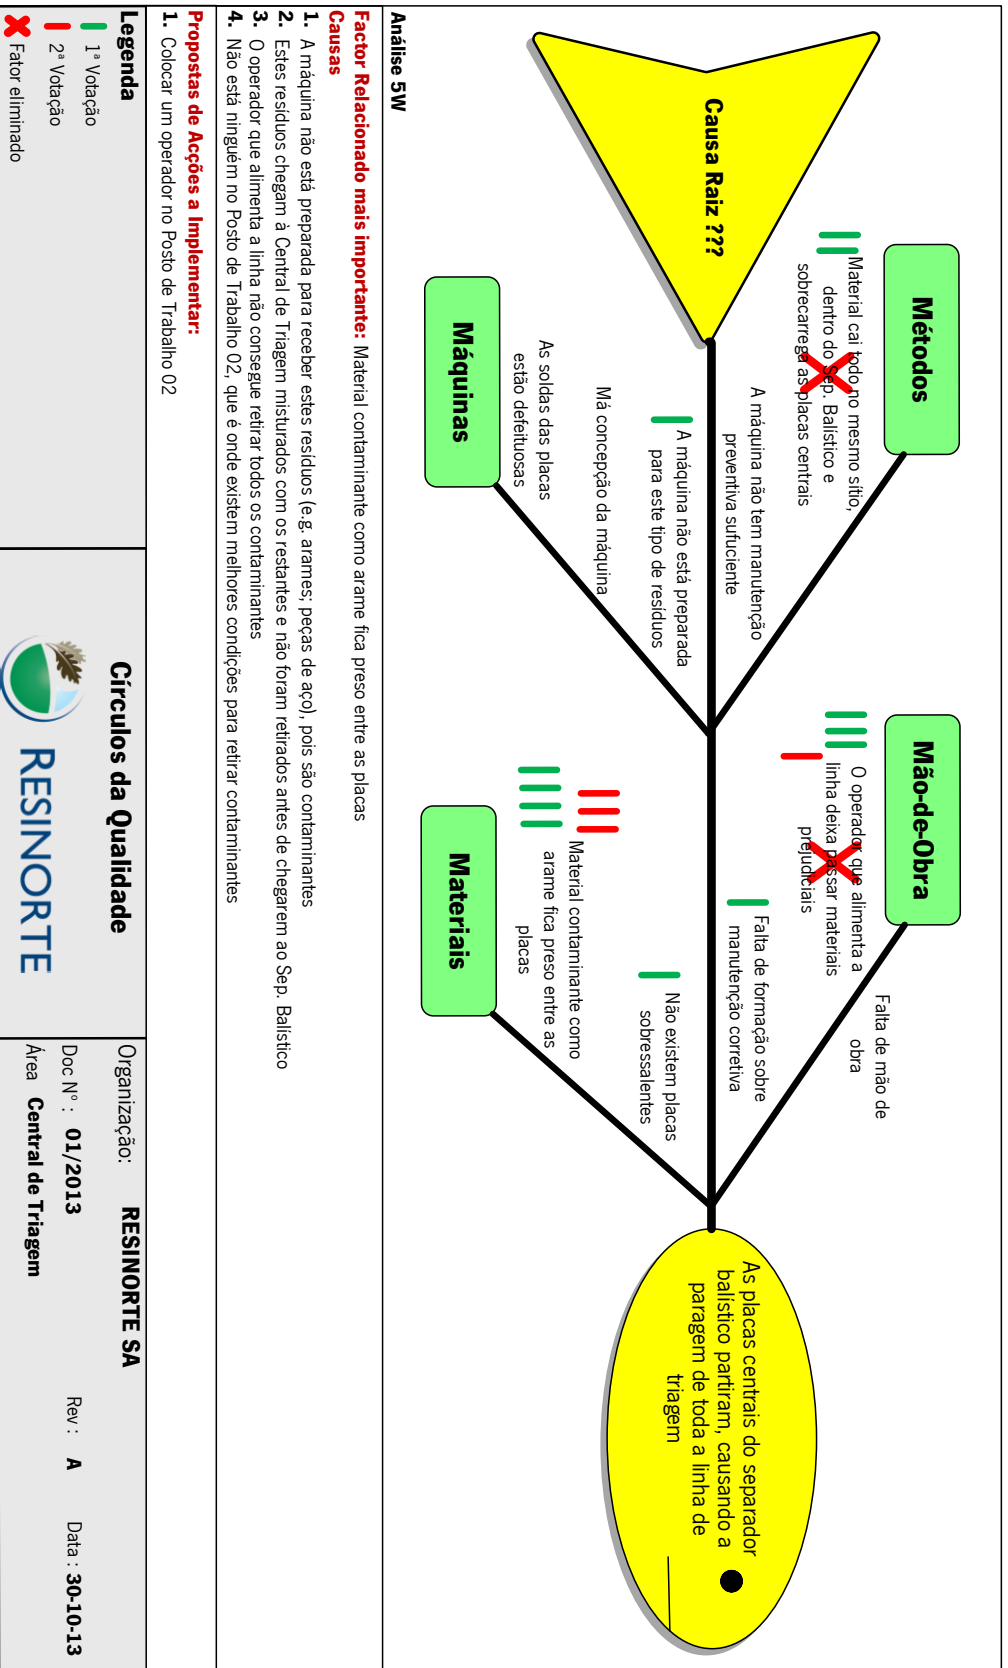 Métodos
Material cai todo no mesmo sítio,
dentro do Sep. Balístico e
sobrecarrega as placas centrais
A máquina não tem manutenção
preventiva sufuciente
Mão-de-Obra
O operador que alimenta a
linha deixa passar materiais
prejudiciais
Falta de mão de
obra
Falta de formação sobre
manutenção corretiva
Causa Raiz ???
As placas centrais do separador
balístico partiram, causando a
paragem de toda a linha de
triagem
A máquina não está preparada
para este tipo de resíduos
Má concepção da máquina
As soldas das placas
estão defeituosas
Máquinas
Não existem placas
sobressalentes
Material contaminante como
arame fica preso entre as
placas
Materiais
Análise 5W
Factor Relacionado mais importante: Material contaminante como arame fica preso entre as placas
Causas
1. A máquina não está preparada para receber estes resíduos (e.g. arames; peças de aço), pois são contaminantes
2. Estes resíduos chegam à Central de Triagem misturados com os restantes e não foram retirados antes de chegarem ao Sep. Balístico
3. O operador que alimenta a linha não consegue retirar todos os contaminantes
4. Não está ninguém no Posto de Trabalho 02, que é onde existem melhores condições para retirar contaminantes
Propostas de Acções a Implementar:
1. Colocar um operador no Posto de Trabalho 02
Legenda
1ª Votação
2ª Votação
Fator eliminado
Círculos da Qualidade
RESINORTE
Organização: RESINORTE SA
Doc Nº : 01/2013 Rev : A Data : 30-10-13
Área Central de Triagem